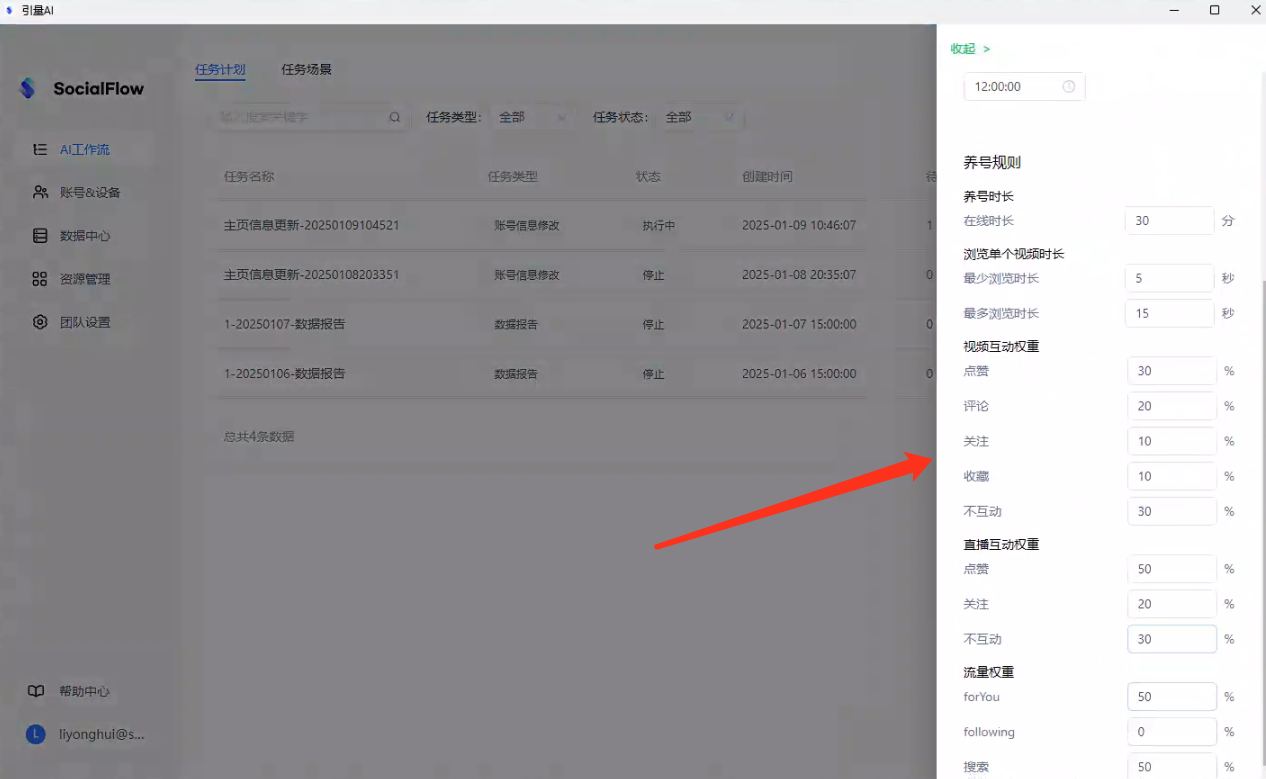 引量AI
SocialFlow
AI工作流
账号&设备
数据中心
资源管理
团队设置
帮助中心
L liyonghui@s...
任务计划 任务场景
输入搜索关键字 任务类型: 全部 任务状态: 全部
任务名称 任务类型 状态 创建时间 待
主页信息更新-20250109104521 账号信息修改 执行中 2025-01-09 10:46:07 1
主页信息更新-20250108203351 账号信息修改 停止 2025-01-08 20:35:07 0
1-20250107-数据报告 数据报告 停止 2025-01-07 15:00:00 0
1-20250106-数据报告 数据报告 停止 2025-01-06 15:00:00 0
总共4条数据
收起 >
12:00:00
养号规则
养号时长
在线时长 30 分
浏览单个视频时长
最少浏览时长 5 秒
最多浏览时长 15 秒
视频互动权重
点赞 30 %
评论 20 %
关注 10 %
收藏 10 %
不互动 30 %
直播互动权重
点赞 50 %
关注 20 %
不互动 30 %
流量权重
forYou 50 %
following 0 %
搜索 50 %